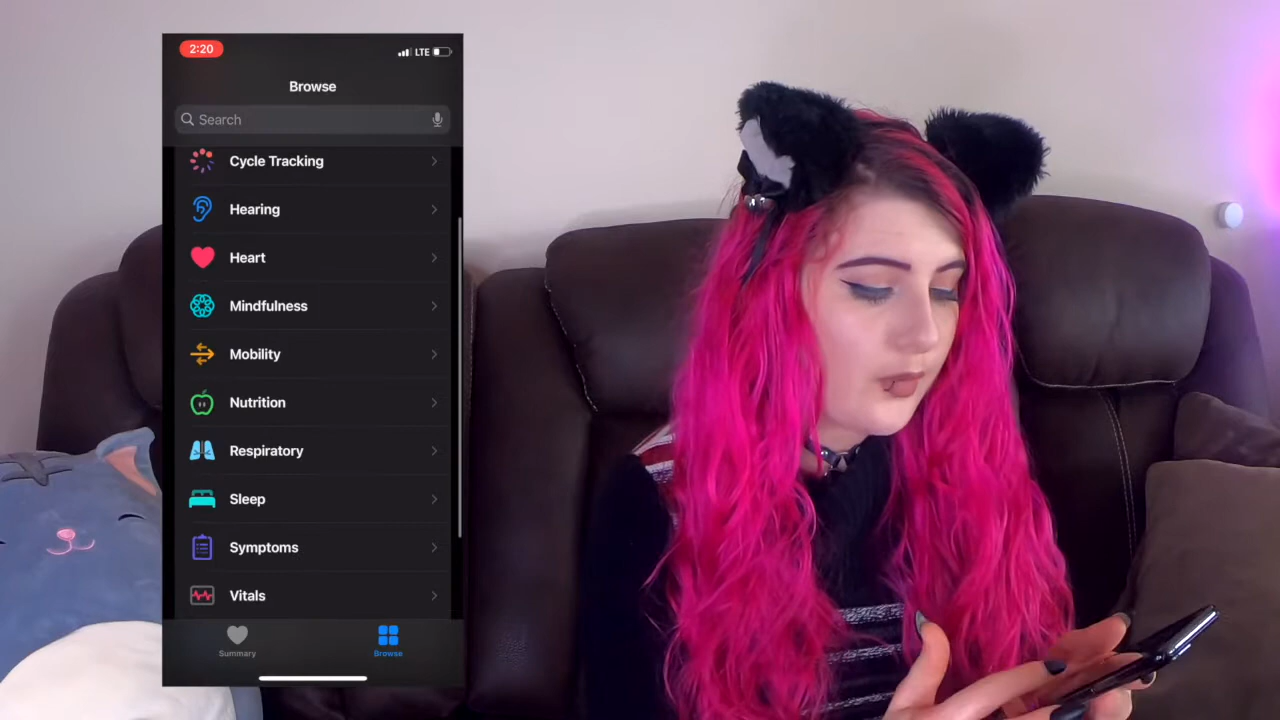 2:20
LTE
Browse
Search
Cycle Tracking
Hearing
Heart
Mindfulness
Mobility
Nutrition
Respiratory
Sleep
Symptoms
Vitals
Summary
Browse